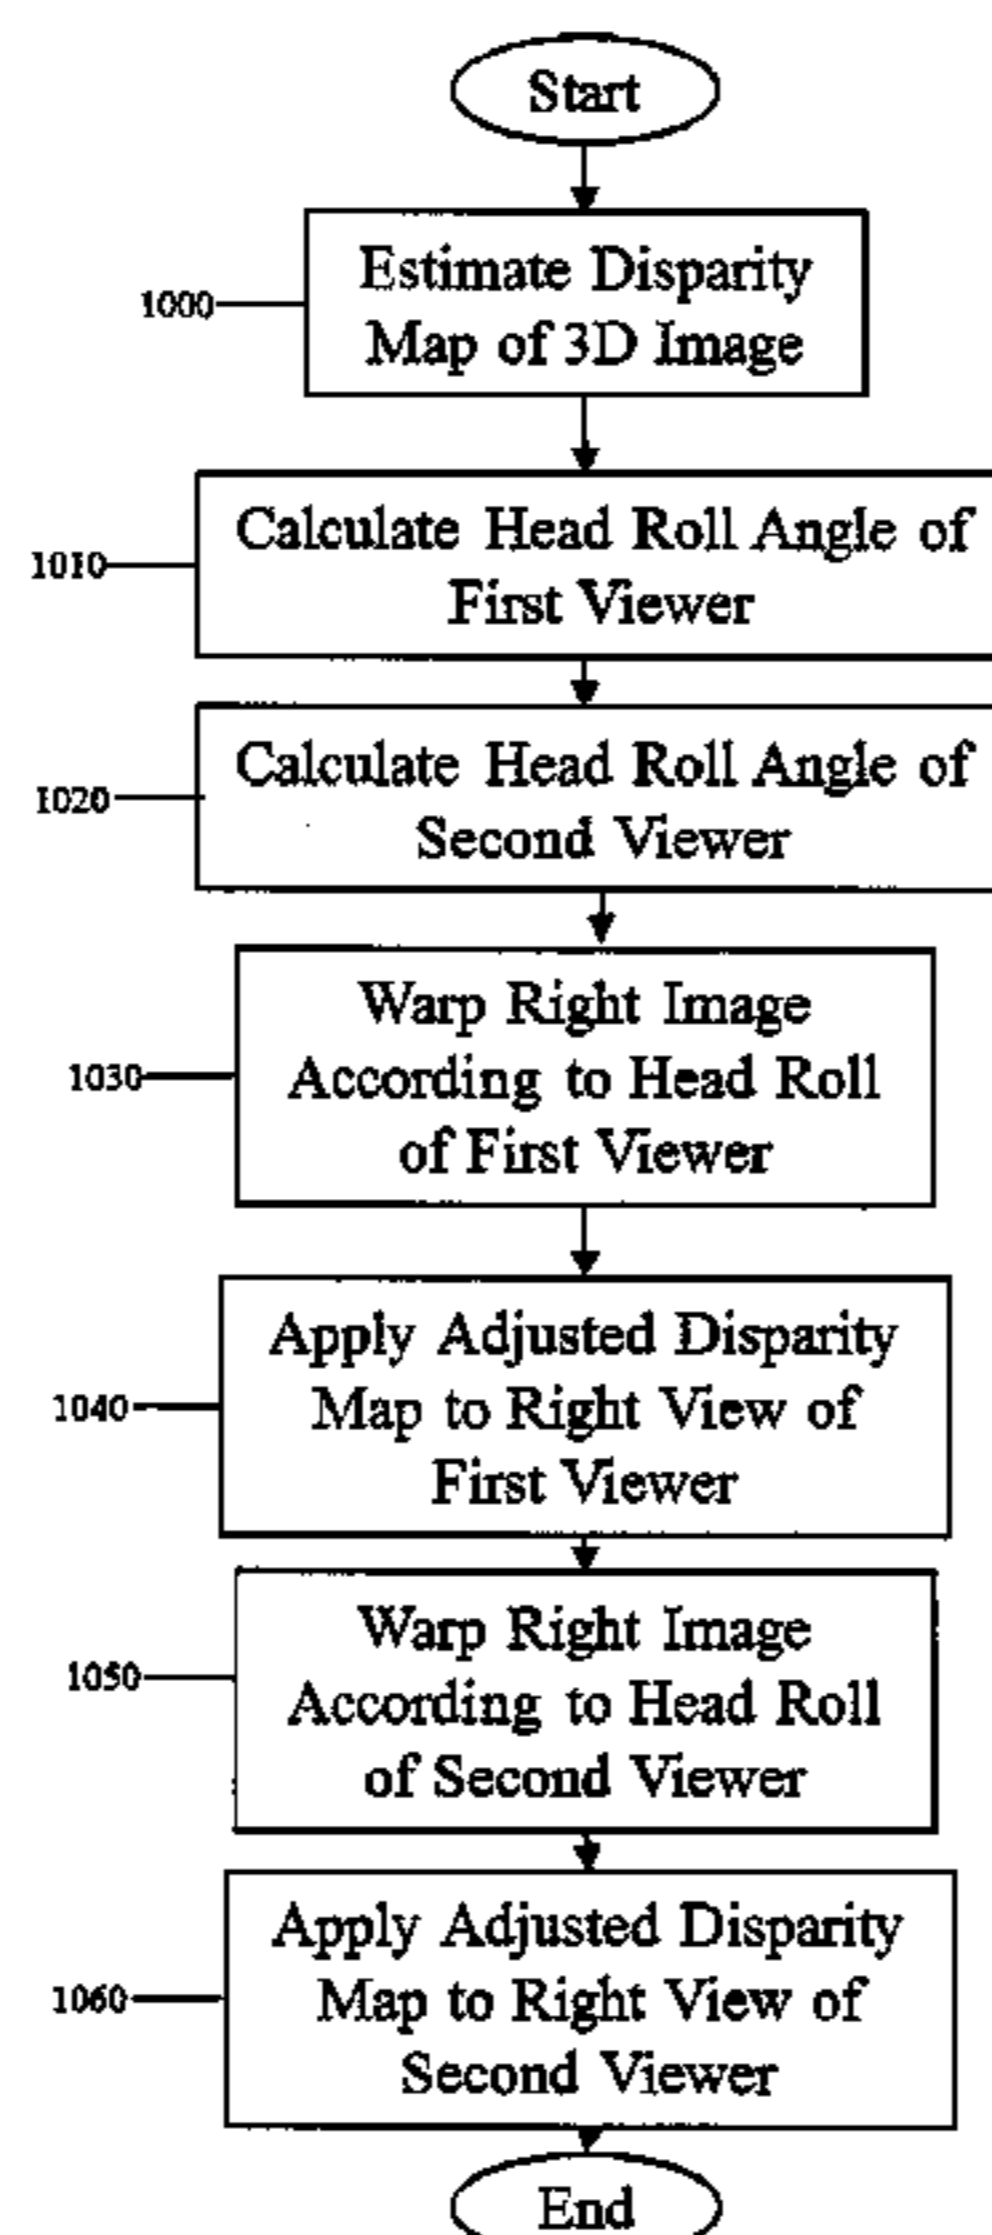 Start
Estimate Disparity
Map of 3D Image
1000
Calculate Head Roll Angle of
First Viewer
1010
Calculate Head Roll Angle of
Second Viewer
1020
Warp Right Image
According to Head Roll
of First Viewer
1030
Apply Adjusted Disparity
Map to Right View of
First Viewer
1040
Warp Right Image
According to Head Roll
of Second Viewer
1050
Apply Adjusted Disparity
Map to Right View of
Second Viewer
1060
End